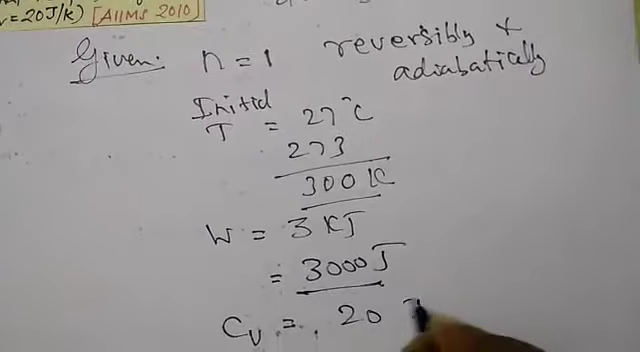 v=20J/k) [AIIMS 2010]
Given: n = 1 reversibly &
adiabatically
Initial
T = 27°C
273
300 K
W = 3 KJ
= 3000 J
Cv = 20